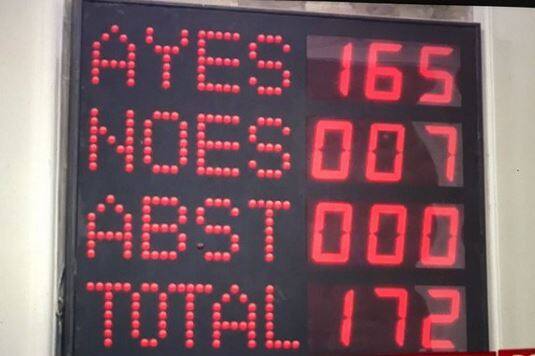 AYES 165
NOES 007
ABST 000
TOTAL 172